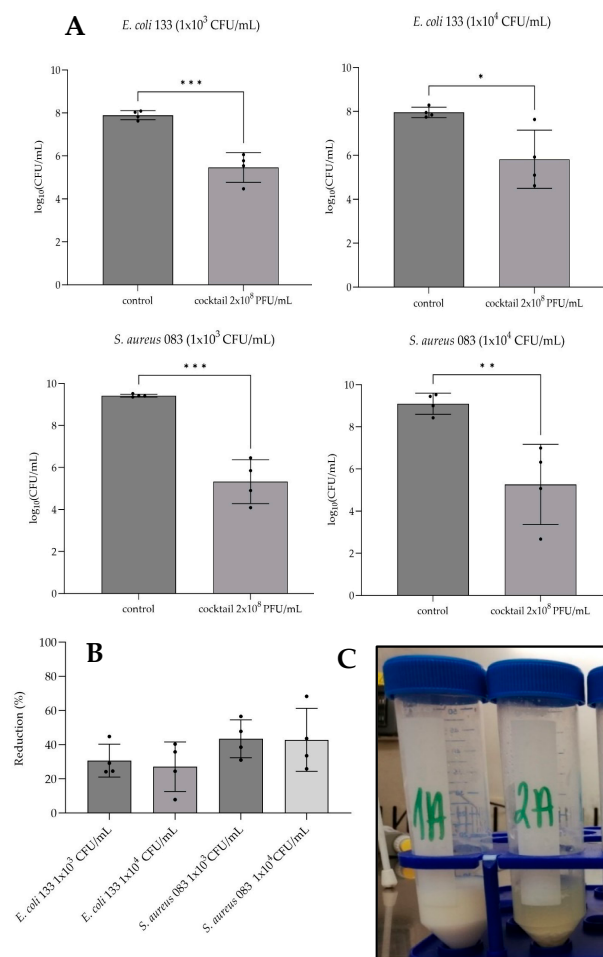 A
E. coli 133 (1x10³ CFU/mL)
E. coli 133 (1x10⁴ CFU/mL)
***
*
log₁₀(CFU/mL)
10
8
6
4
2
0
control
cocktail 2x10⁸ PFU/mL
log₁₀(CFU/mL)
10
8
6
4
2
0
control
cocktail 2x10⁸ PFU/mL
S. aureus 083 (1x10³ CFU/mL)
S. aureus 083 (1x10⁴ CFU/mL)
***
**
log₁₀(CFU/mL)
10
8
6
4
2
0
control
cocktail 2x10⁸ PFU/mL
log₁₀(CFU/mL)
10
8
6
4
2
0
control
cocktail 2x10⁸ PFU/mL
B
Reduction (%)
100
80
60
40
20
0
E. coli 133 1x10³ CFU/mL
E. coli 133 1x10⁴ CFU/mL
S. aureus 083 1x10³CFU/mL
S. aureus 083 1x10⁴CFU/mL
C
1A
2A